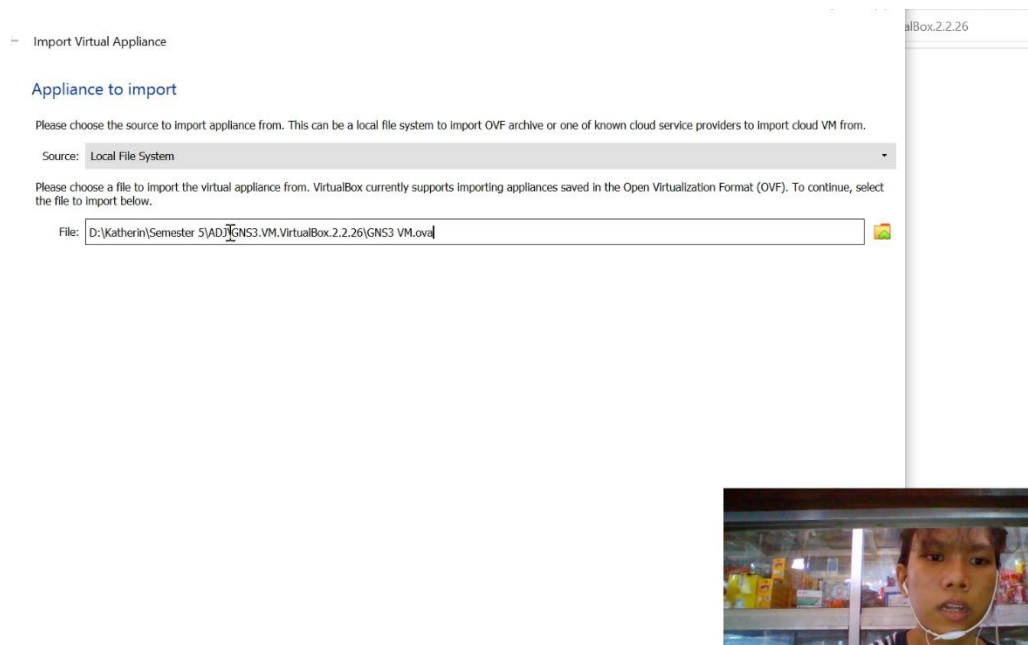 alBox.2.2.26
Import Virtual Appliance
Appliance to import
Please choose the source to import appliance from. This can be a local file system to import OVF archive or one of known cloud service providers to import cloud VM from.
Source: Local File System
Please choose a file to import the virtual appliance from. VirtualBox currently supports importing appliances saved in the Open Virtualization Format (OVF). To continue, select
the file to import below.
File: D:\Katherin\Semester 5\ADJ\GNS3.VM.VirtualBox.2.2.26\GNS3 VM.ova